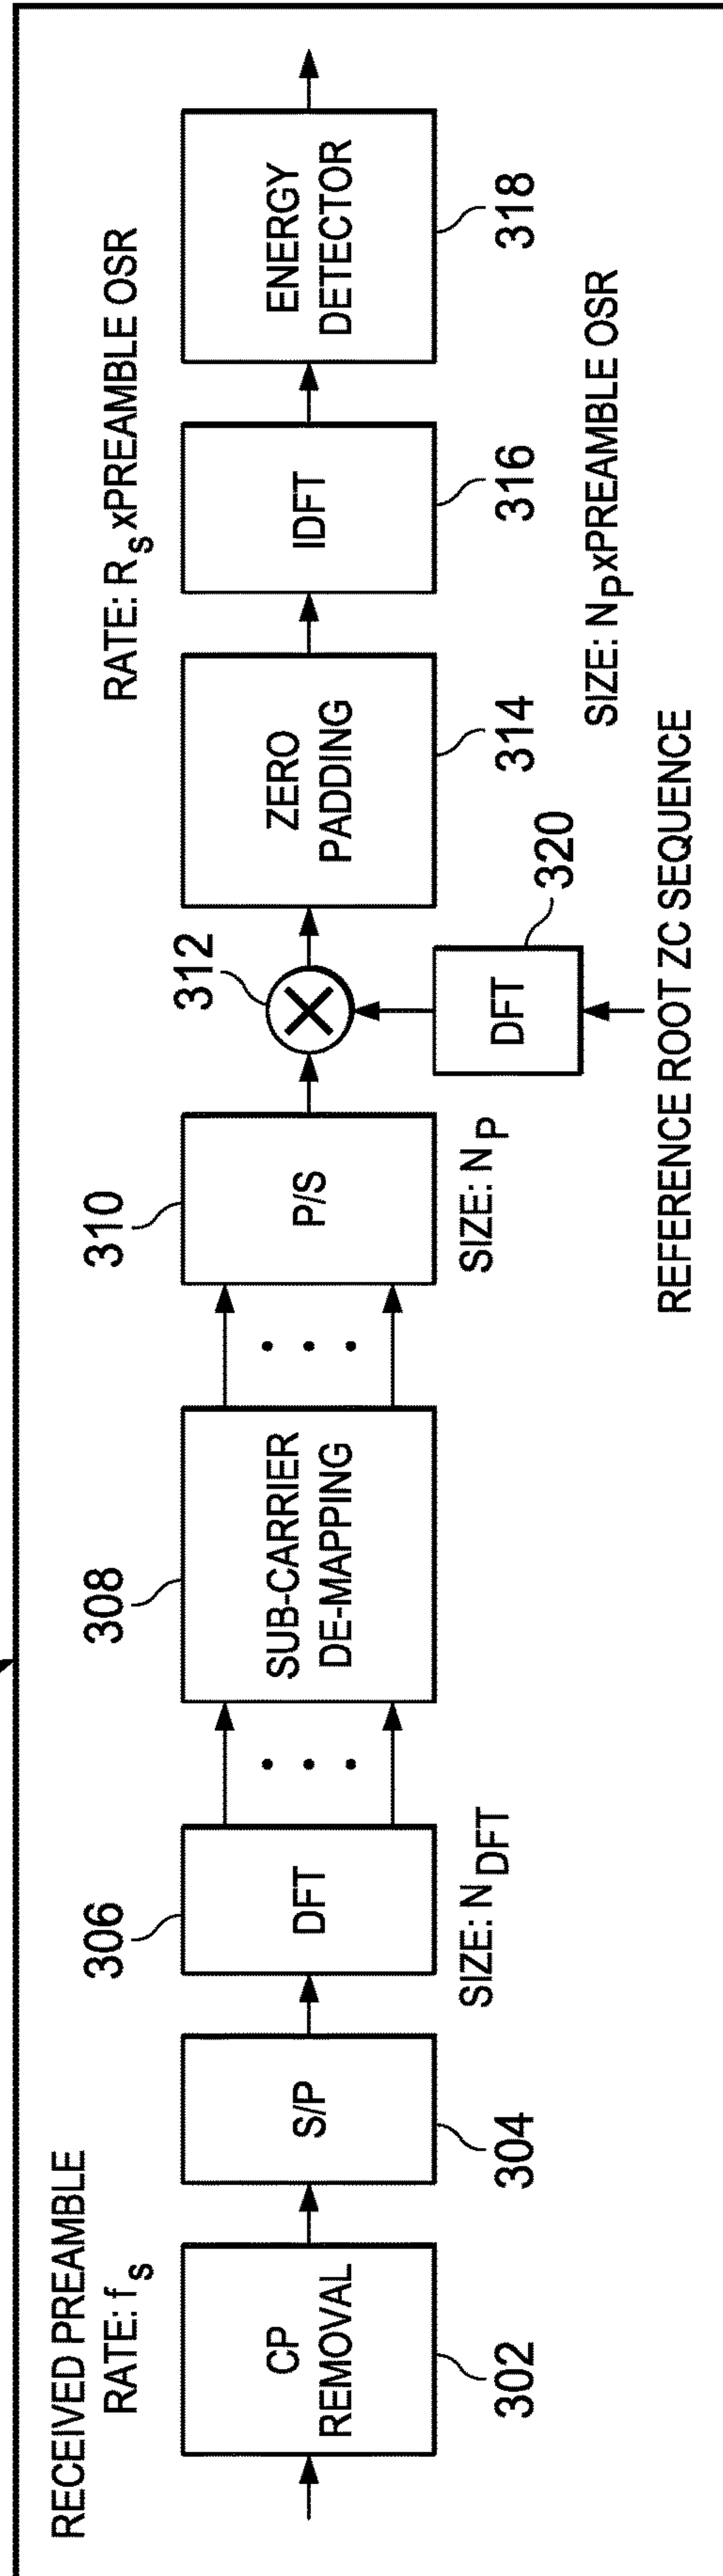 RECEIVED PREAMBLE
RATE: fs
CP
REMOVAL
302
S/P
304
306
DFT
SIZE: NDFT
308
SUB-CARRIER
DE-MAPPING
310
P/S
SIZE: NP
312
DFT
320
REFERENCE ROOT ZC SEQUENCE
ZERO
PADDING
314
RATE: RsxPREAMBLE OSR
IDFT
316
SIZE: NPxPREAMBLE OSR
ENERGY
DETECTOR
318